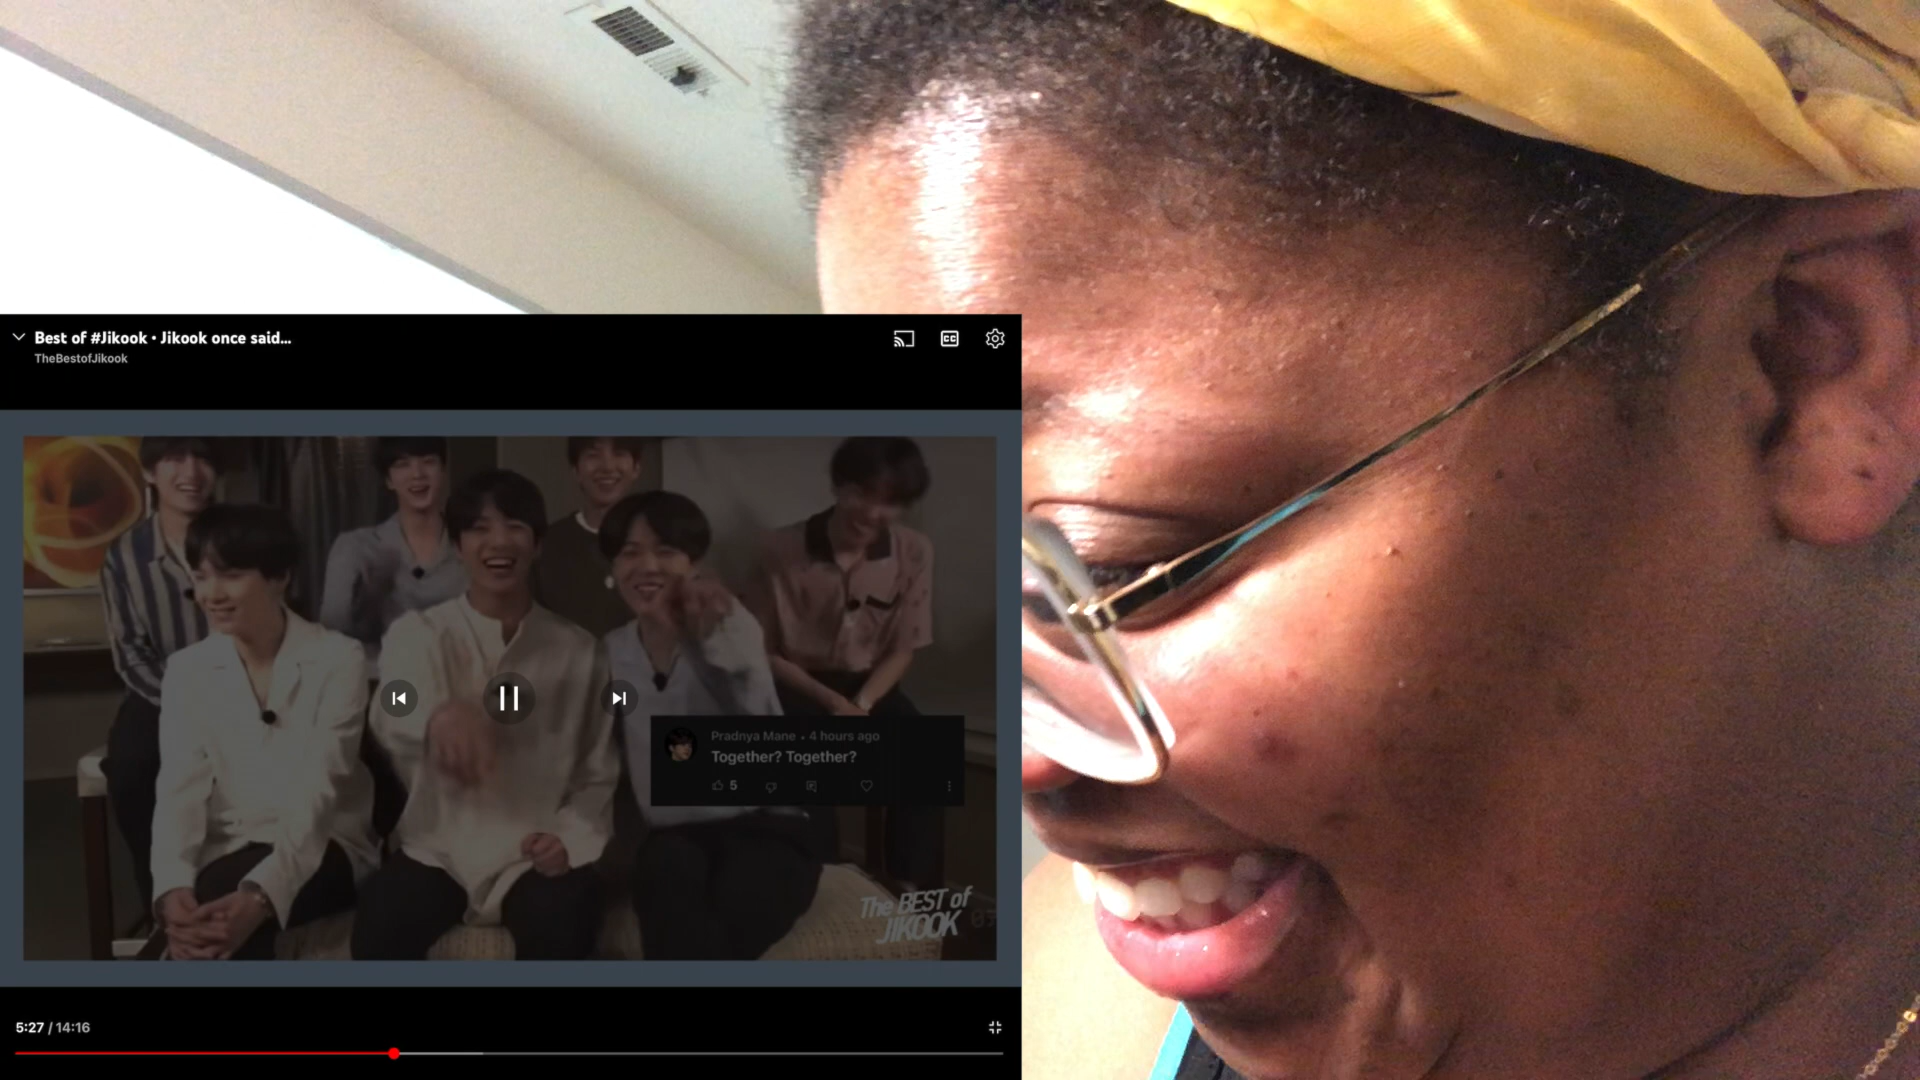 Best of #Jikook • Jikook once said...
TheBestofJikook
CC
Pradnya Mane • 4 hours ago
Together? Together?
5
The BEST of
JIKOOK
5:27 / 14:16